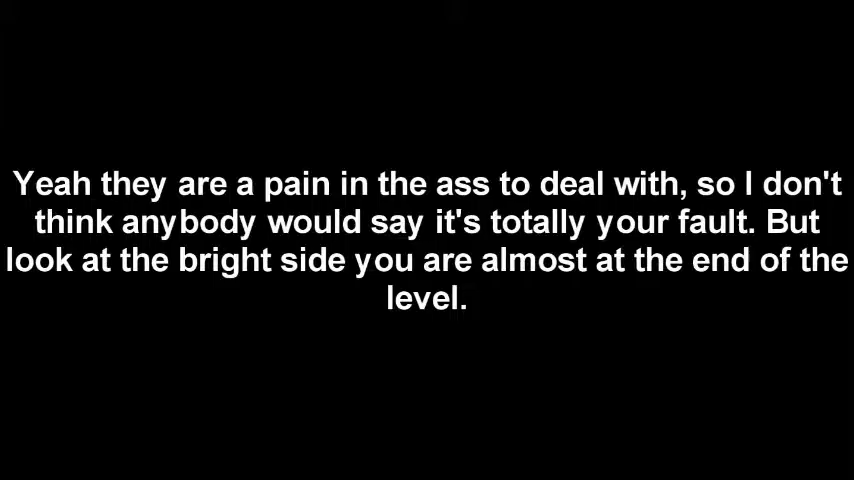 Yeah they are a pain in the ass to deal with, so I don't
think anybody would say it's totally your fault. But
look at the bright side you are almost at the end of the
level.